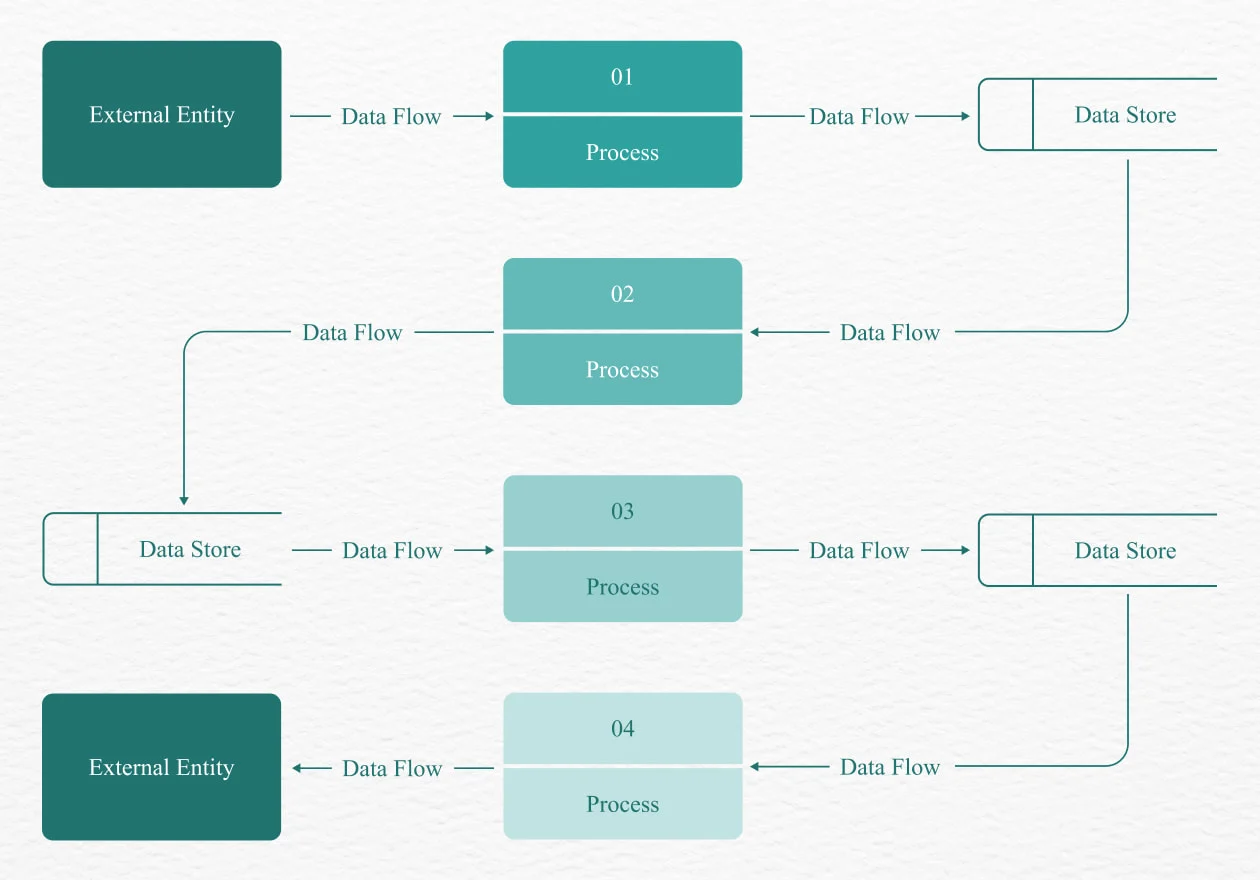 External Entity
Data Flow
01
Process
Data Flow
Data Store
02
Process
Data Flow
Data Flow
Data Store
Data Flow
03
Process
Data Flow
Data Store
External Entity
Data Flow
04
Process
Data Flow